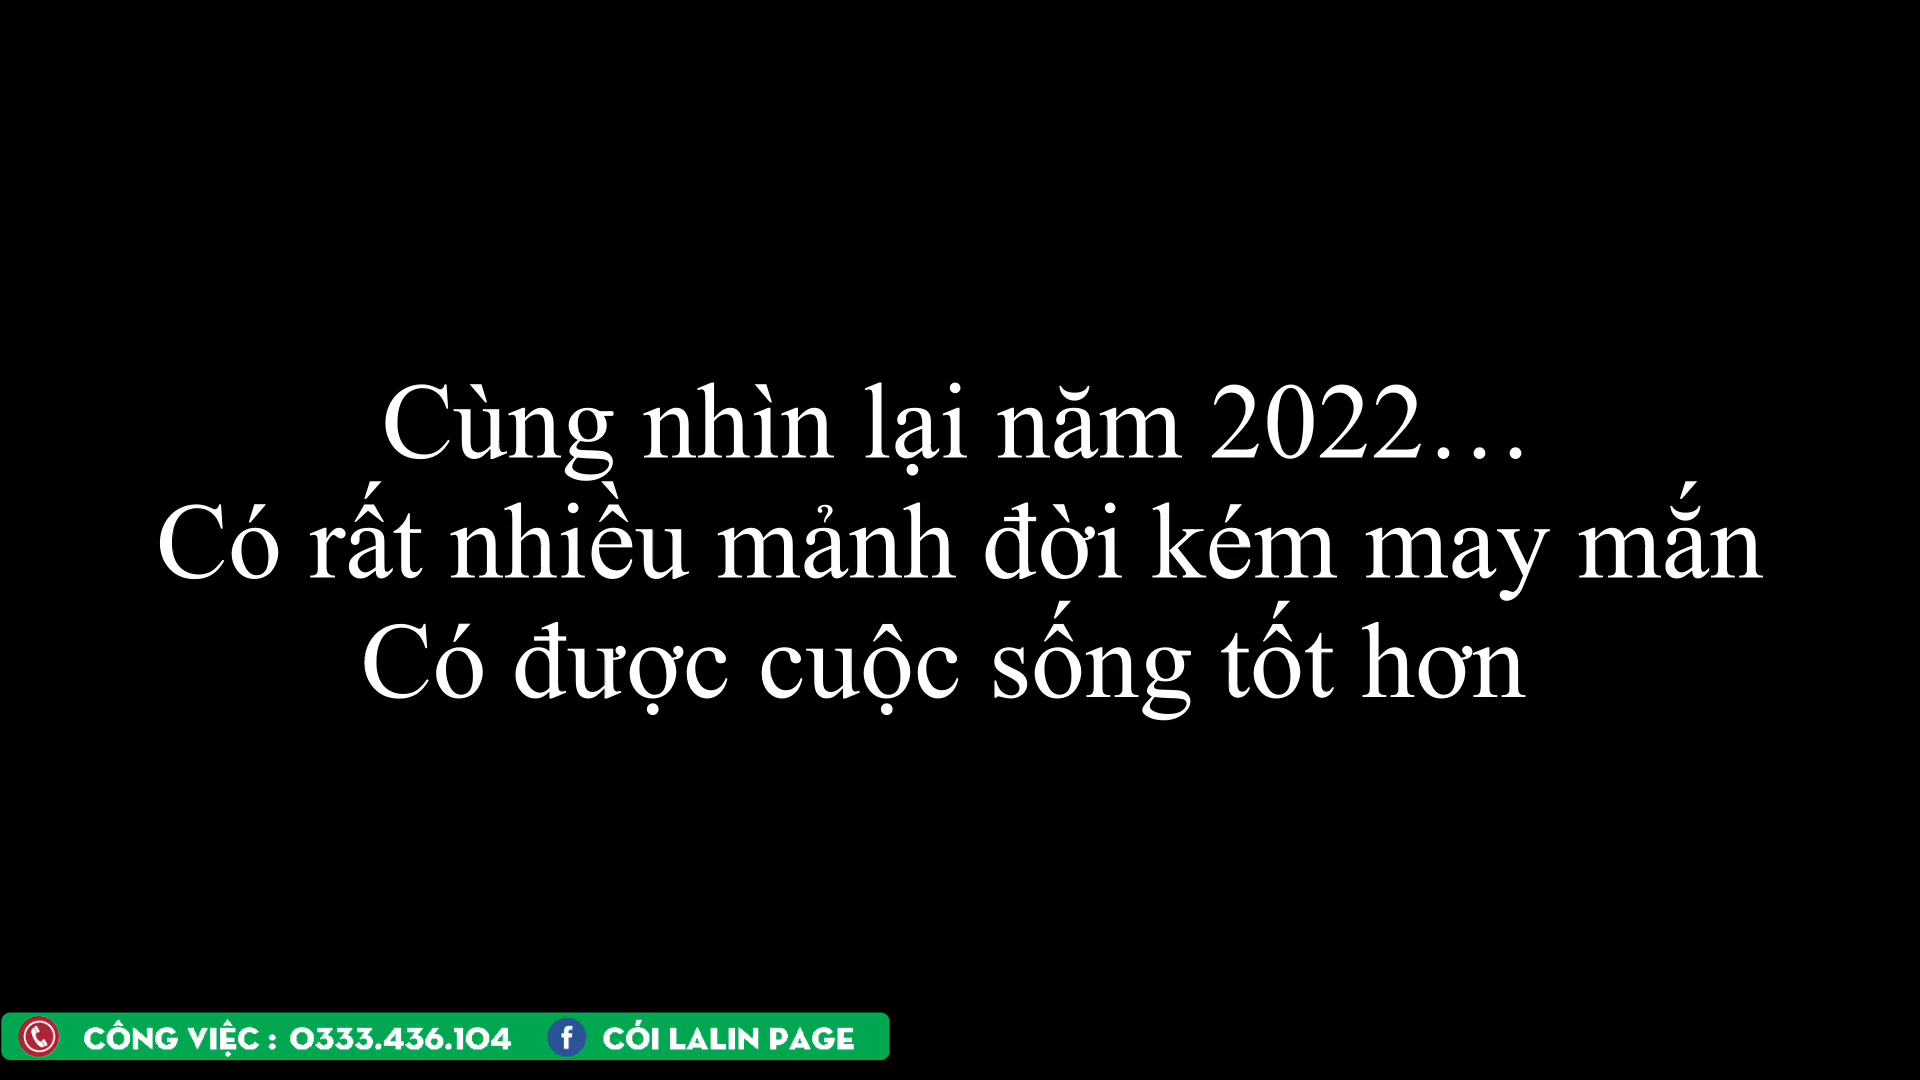 Cùng nhìn lại năm 2022…
Có rất nhiều mảnh đời kém may mắn
Có được cuộc sống tốt hơn
CÔNG VIỆC : 0333.436.104 CÓI LALIN PAGE